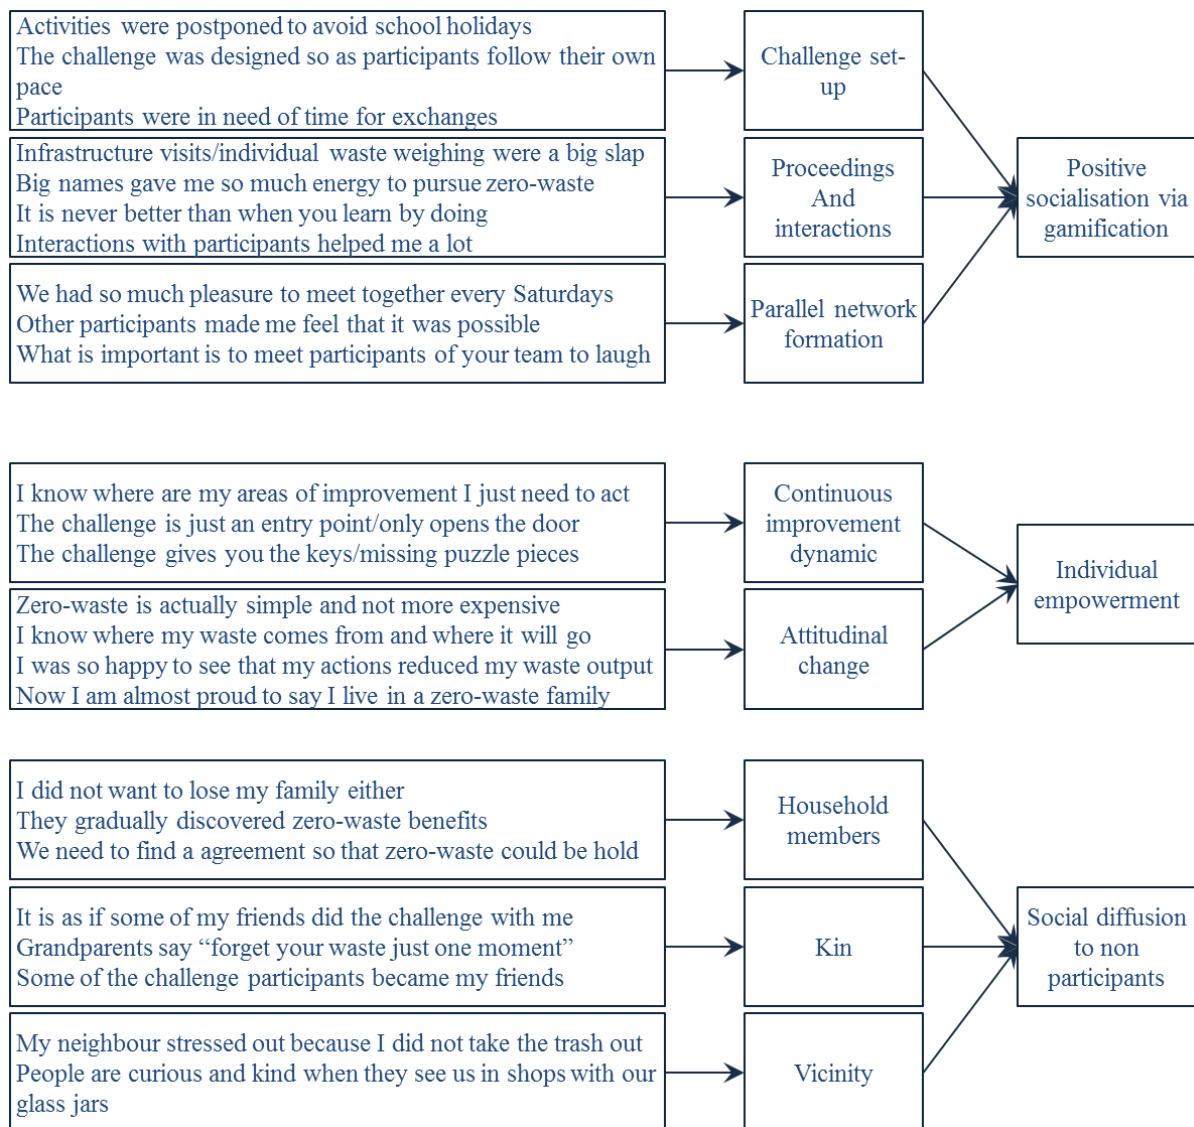 Activities were postponed to avoid school holidays
The challenge was designed so as participants follow their own
pace
Participants were in need of time for exchanges
Challenge set-
up
Infrastructure visits/individual waste weighing were a big slap
Big names gave me so much energy to pursue zero-waste
It is never better than when you learn by doing
Interactions with participants helped me a lot
Proceedings
And
interactions
Positive
socialisation via
gamification
We had so much pleasure to meet together every Saturdays
Other participants made me feel that it was possible
What is important is to meet participants of your team to laugh
Parallel network
formation
I know where are my areas of improvement I just need to act
The challenge is just an entry point/only opens the door
The challenge gives you the keys/missing puzzle pieces
Continuous
improvement
dynamic
Individual
empowerment
Zero-waste is actually simple and not more expensive
I know where my waste comes from and where it will go
I was so happy to see that my actions reduced my waste output
Now I am almost proud to say I live in a zero-waste family
Attitudinal
change
I did not want to lose my family either
They gradually discovered zero-waste benefits
We need to find a agreement so that zero-waste could be hold
Household
members
It is as if some of my friends did the challenge with me
Grandparents say “forget your waste just one moment”
Some of the challenge participants became my friends
Kin
Social diffusion
to non
participants
My neighbour stressed out because I did not take the trash out
People are curious and kind when they see us in shops with our
glass jars
Vicinity